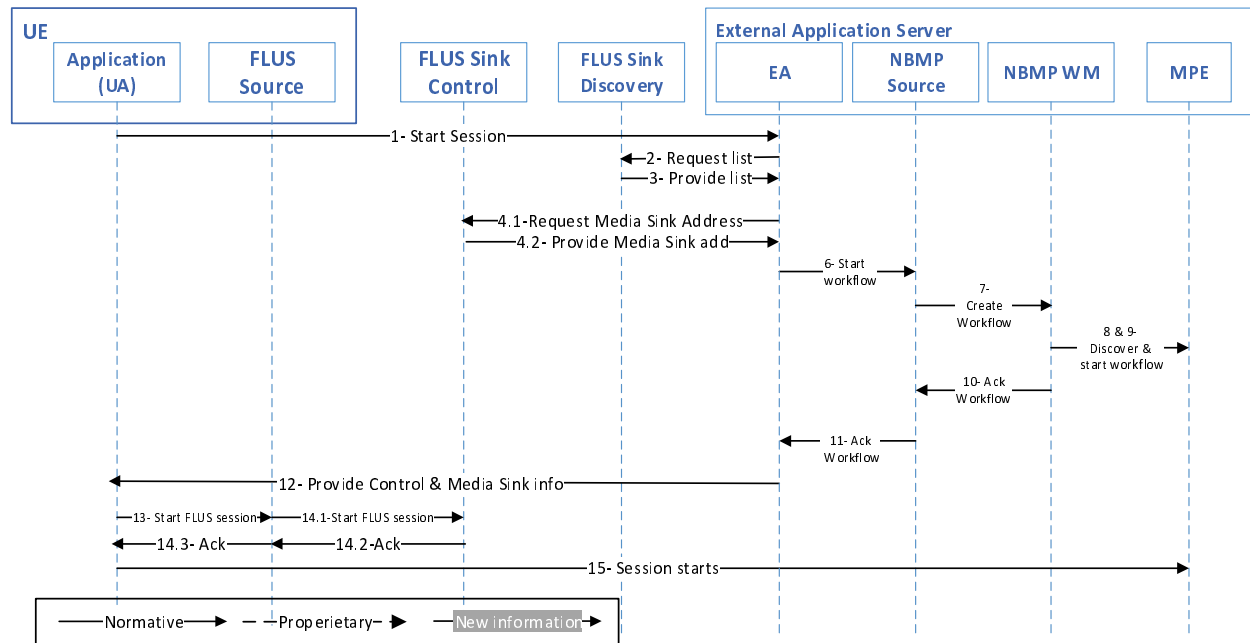 UE
External Application Server
Application
(UA)
FLUS
Source
FLUS Sink
Control
FLUS Sink
Discovery
EA
NBMP
Source
NBMP WM
MPE
1- Start Session
2- Request list
3- Provide list
4.1-Request Media Sink Address
4.2- Provide Media Sink add
6- Start
workflow
7-
Create
Workflow
8 & 9-
Discover &
start workflow
10- Ack
Workflow
11- Ack
Workflow
12- Provide Control & Media Sink info
13- Start FLUS session
14.1-Start FLUS session
14.3- Ack
14.2-Ack
15- Session starts
Normative
Properietary
New information